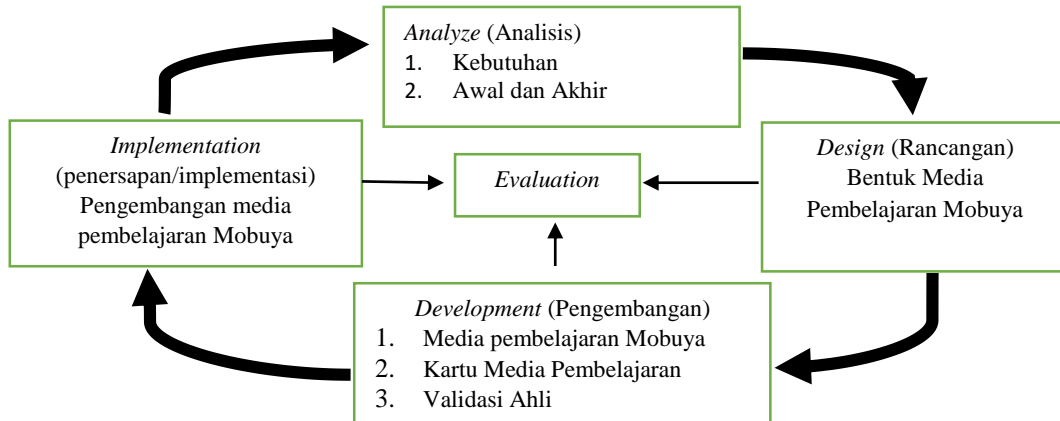 Analyze (Analisis)
1. Kebutuhan
2. Awal dan Akhir
Implementation
(penersapan/implementasi)
Pengembangan media
pembelajaran Mobuya
Evaluation
Design (Rancangan)
Bentuk Media
Pembelajaran Mobuya
Development (Pengembangan)
1. Media pembelajaran Mobuya
2. Kartu Media Pembelajaran
3. Validasi Ahli